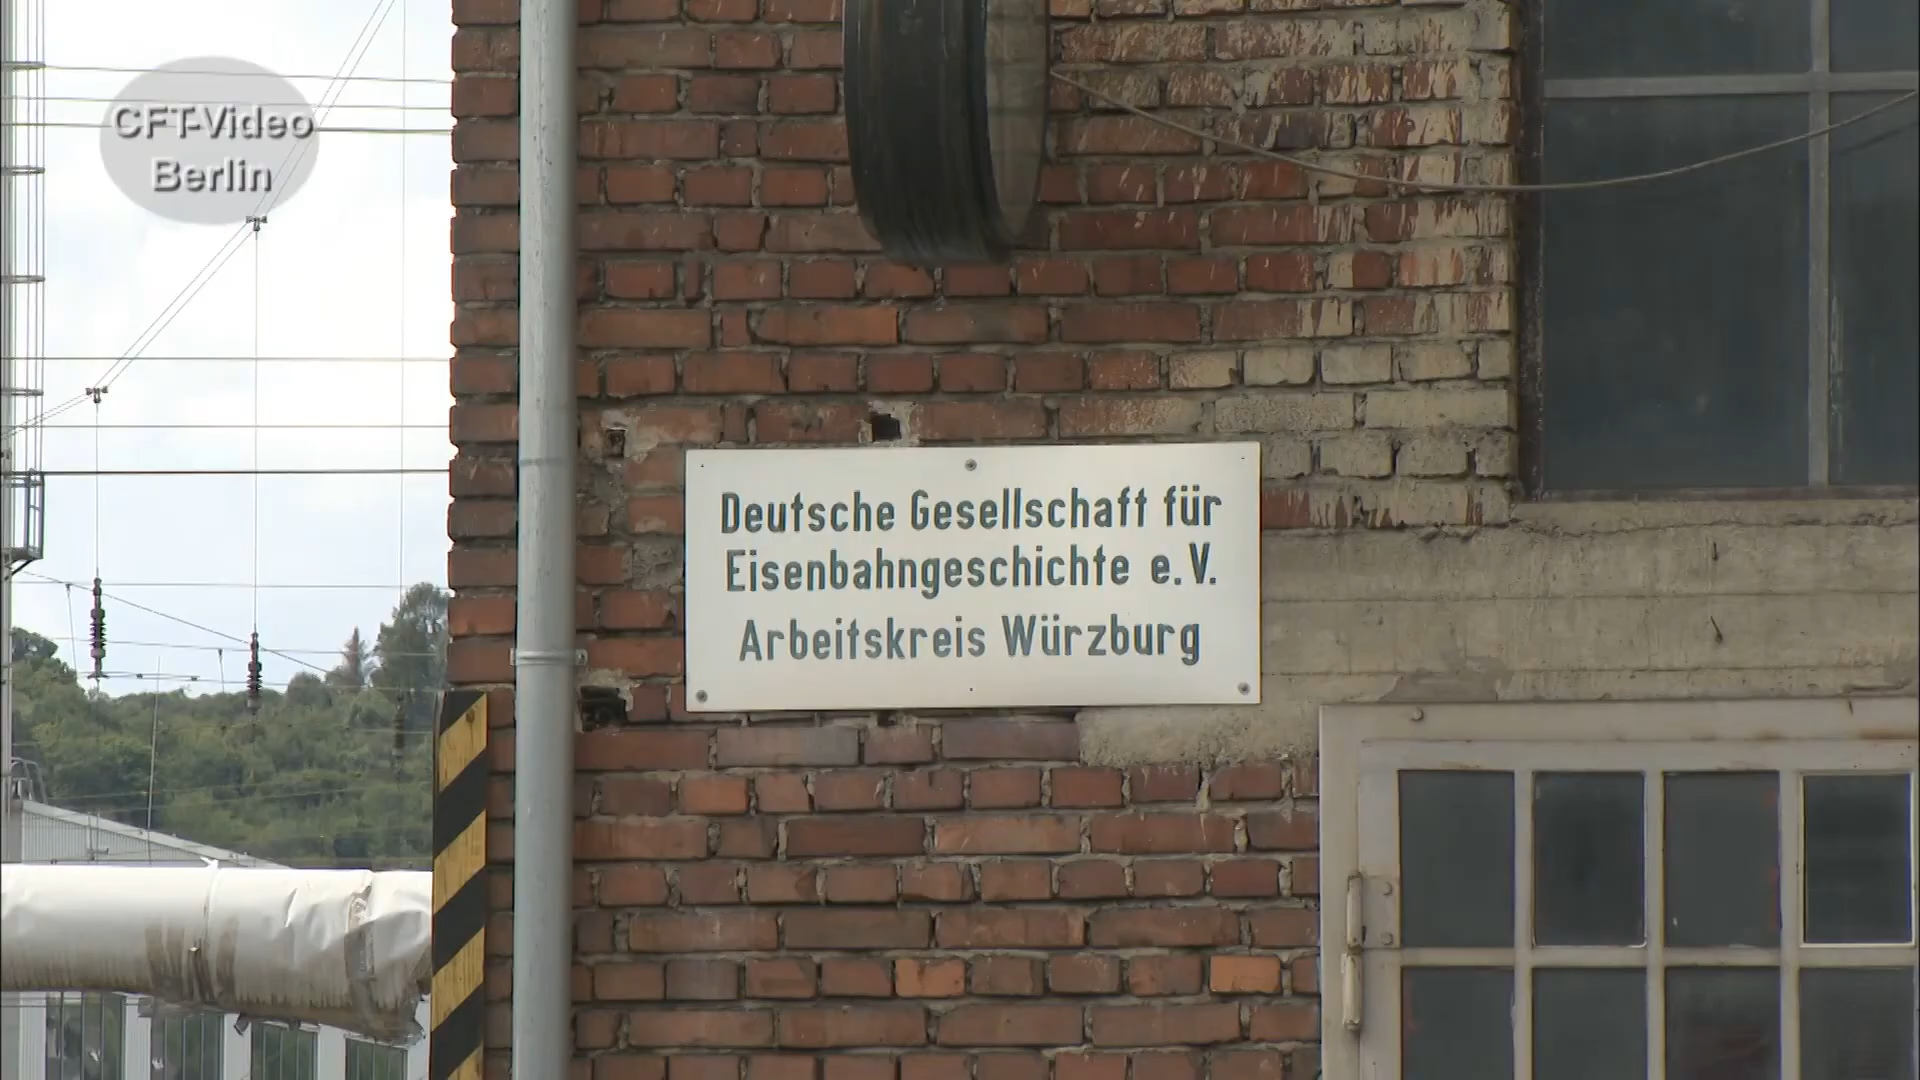 CFT-Video
Berlin
Deutsche Gesellschaft für
Eisenbahngeschichte e.V.
Arbeitskreis Würzburg